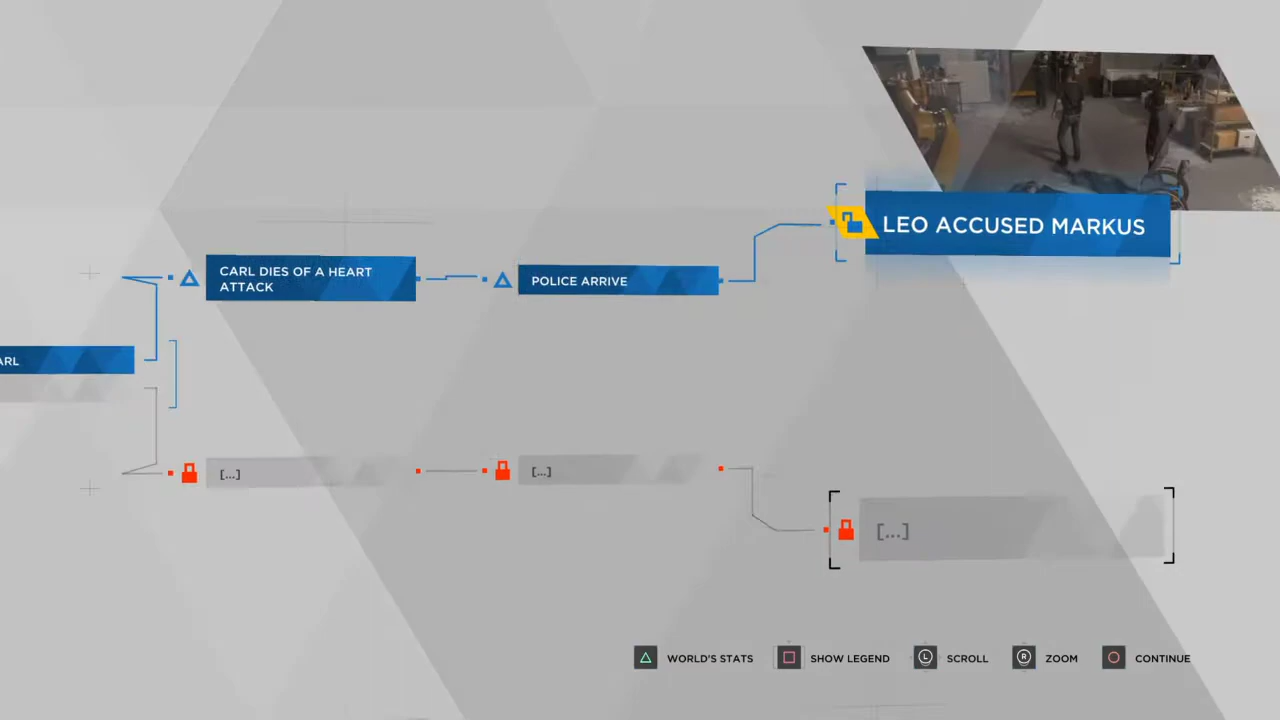 LEO ACCUSED MARKUS
CARL DIES OF A HEART
ATTACK
POLICE ARRIVE
ARL
[...]
[...]
[...]
WORLD'S STATS
SHOW LEGEND
L
SCROLL
R
ZOOM
CONTINUE